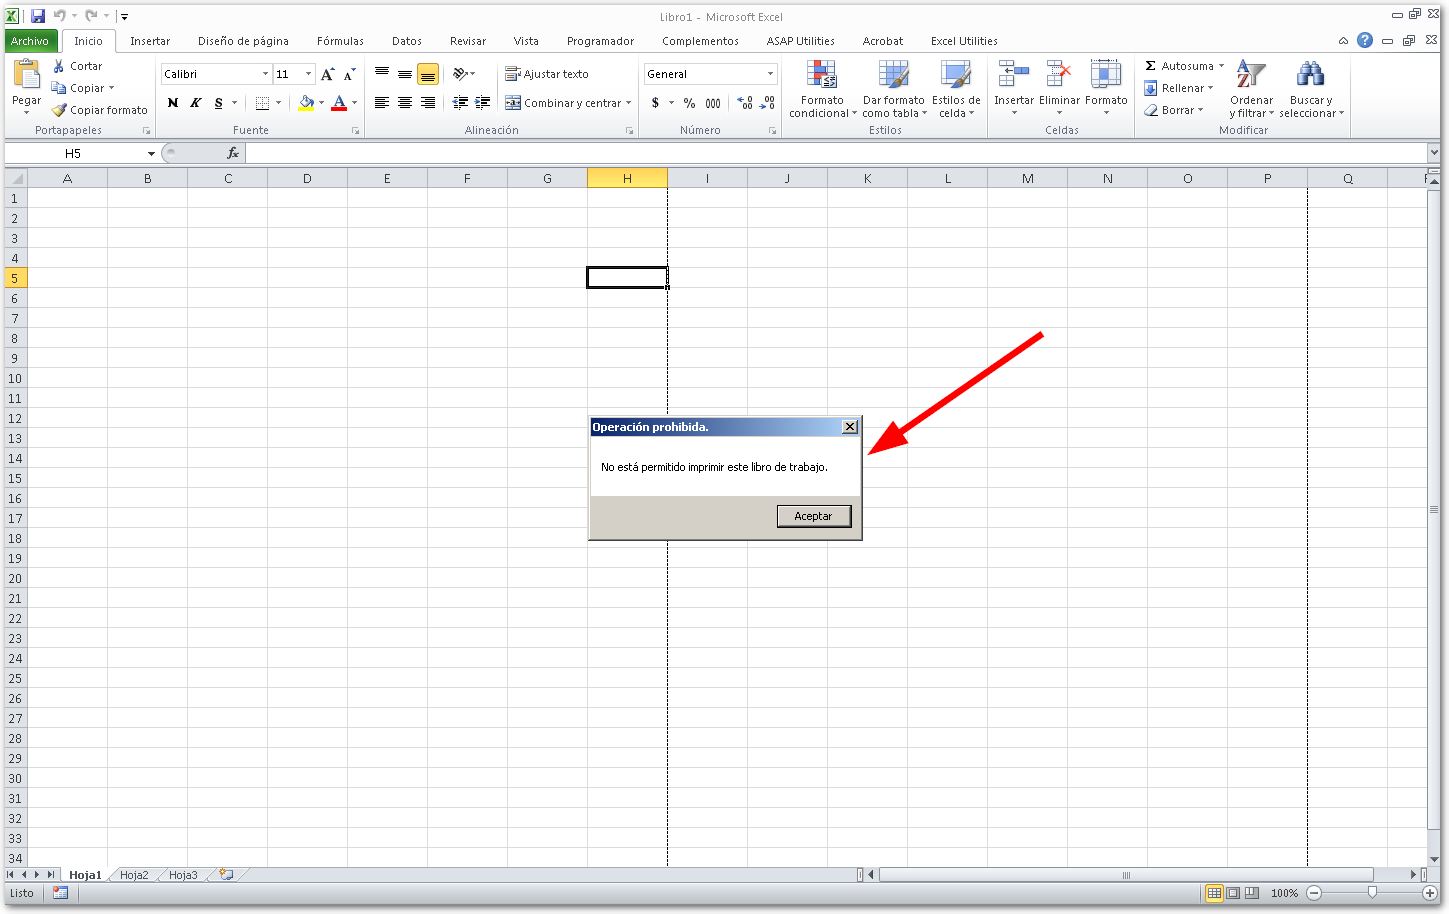 Libro1 - Microsoft Excel
Archivo Inicio Insertar Diseño de página Fórmulas Datos Revisar Vista Programador Complementos ASAP Utilities Acrobat Excel Utilities
Pegar
Cortar
Copiar
Copiar formato
Portapapeles
Calibri 11
N K S
Fuente
Ajustar texto
Combinar y centrar
Alineación
General
$ % 000
Número
Formato condicional
Dar formato como tabla
Estilos de celda
Estilos
Insertar Eliminar Formato
Celdas
Σ Autosuma
Rellenar
Borrar
Ordenar y filtrar
Buscar y seleccionar
Modificar
H5 fx
A B C D E F G H I J K L M N O P Q
1
2
3
4
5
6
7
8
9
10
11
12
13
14
15
16
17
18
19
20
21
22
23
24
25
26
27
28
29
30
31
32
33
34
Operación prohibida.
No está permitido imprimir este libro de trabajo.
Aceptar
Hoja1 Hoja2 Hoja3
Listo 100%